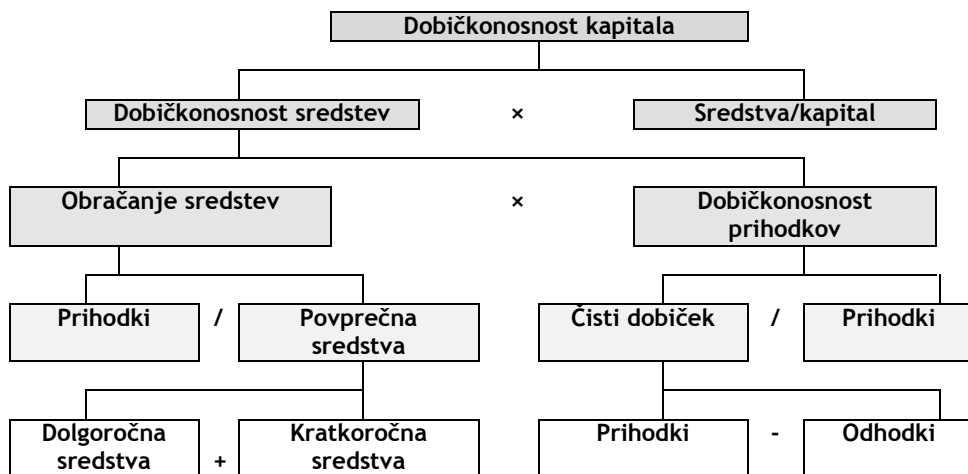 Dobičkonosnost kapitala
Dobičkonosnost sredstev × Sredstva/kapital
Obračanje sredstev × Dobičkonosnost
prihodkov
Prihodki / Povprečna
sredstva
Čisti dobiček / Prihodki
Dolgoročna
sredstva
+
Kratkoročna
sredstva
Prihodki - Odhodki